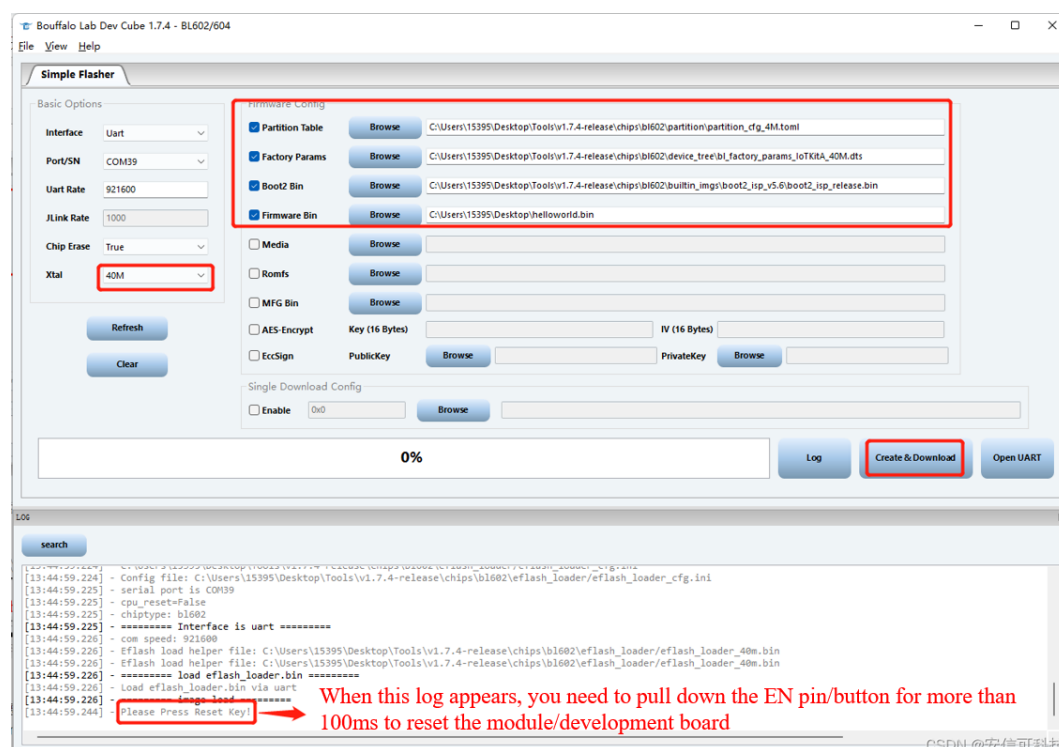 Bouffalo Lab Dev Cube 1.7.4 - BL602/604
File View Help
Simple Flasher
Basic Options
Interface Uart
Port/SN COM39
Uart Rate 921600
JLink Rate 1000
Chip Erase True
Xtal 40M
Refresh
Clear
Firmware Config
Partition Table Browse C:\Users\15395\Desktop\Tools\v1.7.4-release\chips\bl602\partition\partition_cfg_4M.toml
Factory Params Browse C:\Users\15395\Desktop\Tools\v1.7.4-release\chips\bl602\device_tree\bl_factory_params_IoTKitA_40M.dts
Boot2 Bin Browse C:\Users\15395\Desktop\Tools\v1.7.4-release\chips\bl602\builtin_imgs\boot2_isp_v5.6\boot2_isp_release.bin
Firmware Bin Browse C:\Users\15395\Desktop\helloworld.bin
Media Browse
Romfs Browse
MFG Bin Browse
AES-Encrypt Key (16 Bytes) IV (16 Bytes)
EccSign PublicKey Browse PrivateKey Browse
Single Download Config
Enable 0x0 Browse
0% Log Create & Download Open UART
LOG
search
[13:44:59.224] - Config file: C:\Users\15395\Desktop\Tools\v1.7.4-release\chips\bl602\eflash_loader/eflash_loader_cfg.ini
[13:44:59.225] - serial port is COM39
[13:44:59.225] - cpu_reset=False
[13:44:59.225] - chiptype: bl602
[13:44:59.225] - ========= Interface is uart =========
[13:44:59.226] - com speed: 921600
[13:44:59.226] - Eflash load helper file: C:\Users\15395\Desktop\Tools\v1.7.4-release\chips\bl602/eflash_loader/eflash_loader_40m.bin
[13:44:59.226] - Eflash load helper file: C:\Users\15395\Desktop\Tools\v1.7.4-release\chips\bl602/eflash_loader/eflash_loader_40m.bin
[13:44:59.226] - ========= load eflash_loader.bin =========
[13:44:59.226] - Load eflash_loader.bin via uart
[13:44:59.226] - ========= image load =========
[13:44:59.244] - Please Press Reset Key!
When this log appears, you need to pull down the EN pin/button for more than
100ms to reset the module/development board
CSDN @安信可科技